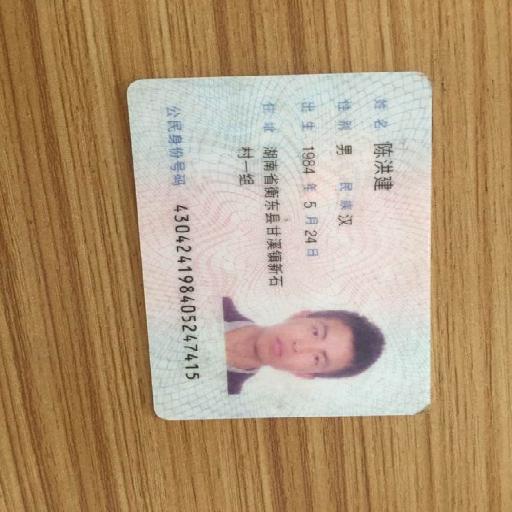 姓名 陈洪建
性别 男 民族 汉
出生 1984 年 5 月 24 日
住址 湖南省衡东县甘溪镇新石
村一组
公民身份号码 430424198405247415